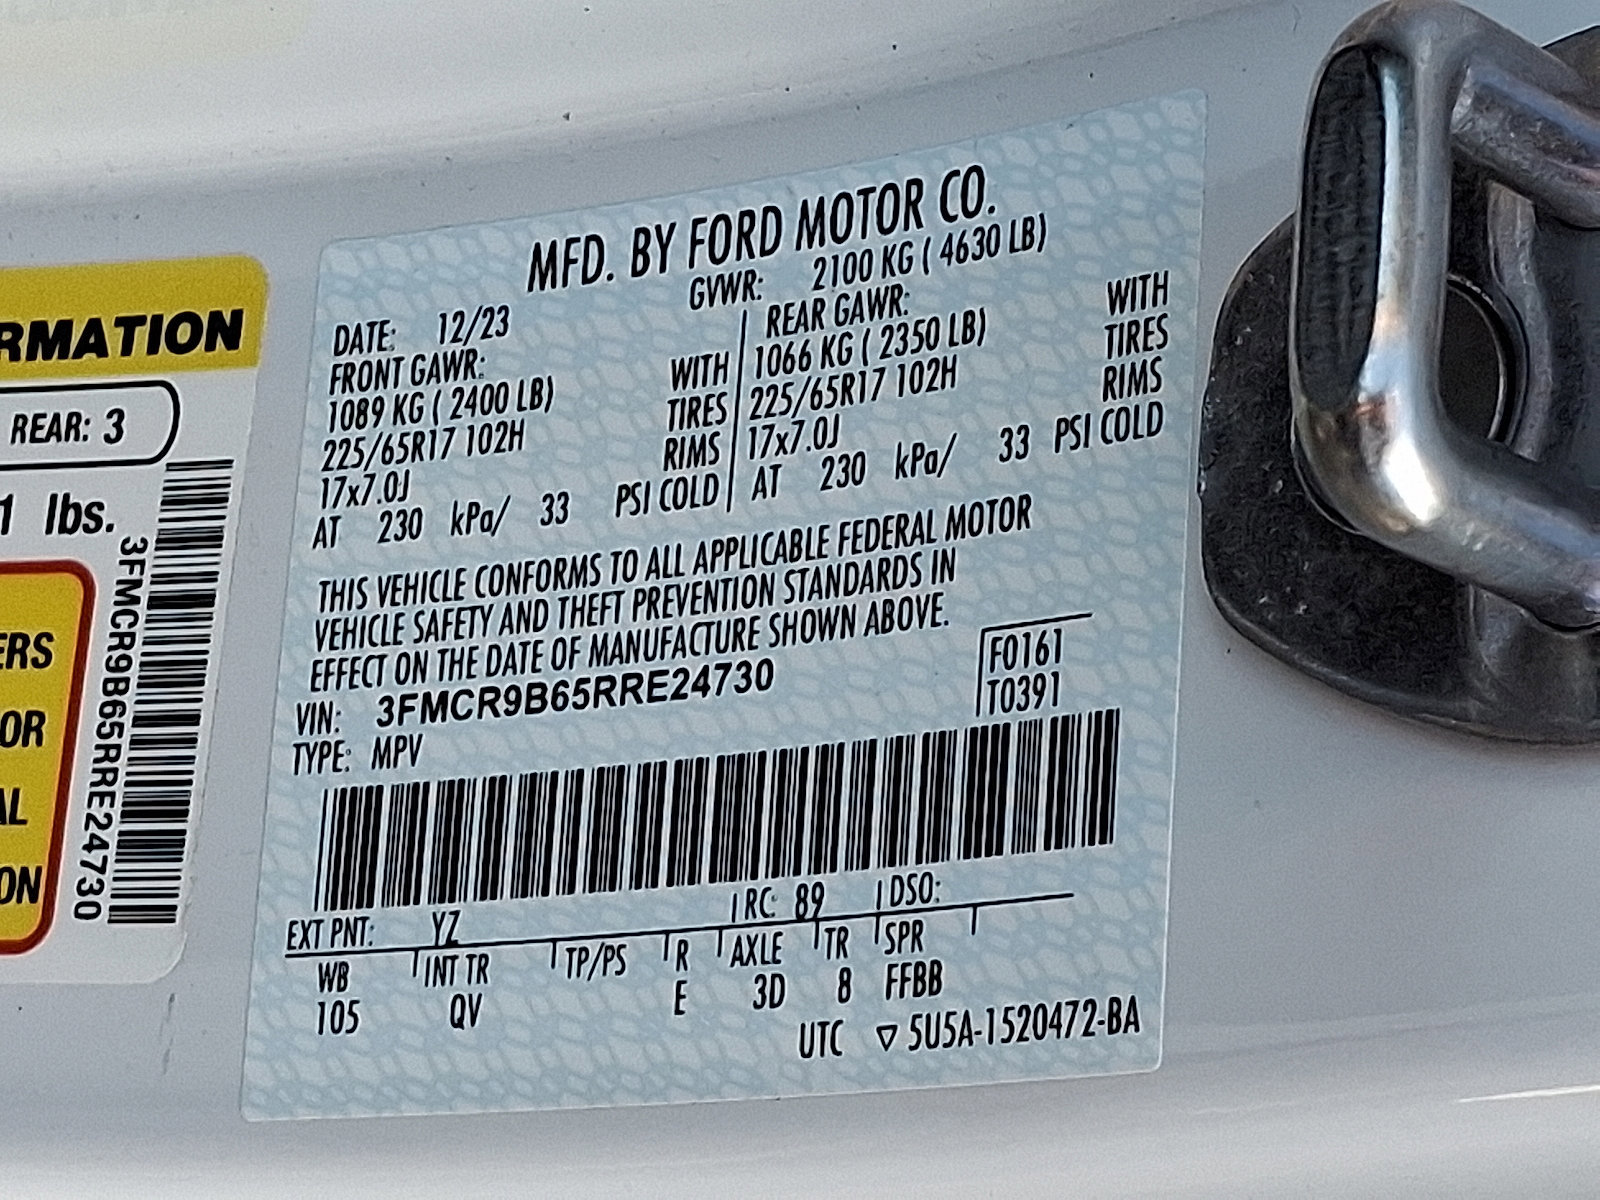 RMATION
REAR: 3
1 lbs.
ERS
OR
AL
ON
3FMCR9B65RRE24730
MFD. BY FORD MOTOR CO.
DATE: 12/23 GVWR: 2100 KG ( 4630 LB)
FRONT GAWR: REAR GAWR:
1089 KG ( 2400 LB) WITH 1066 KG ( 2350 LB) WITH
225/65R17 102H TIRES 225/65R17 102H TIRES
17x7.0J RIMS 17x7.0J RIMS
AT 230 kPa/ 33 PSI COLD AT 230 kPa/ 33 PSI COLD
THIS VEHICLE CONFORMS TO ALL APPLICABLE FEDERAL MOTOR
VEHICLE SAFETY AND THEFT PREVENTION STANDARDS IN
EFFECT ON THE DATE OF MANUFACTURE SHOWN ABOVE.
VIN: 3FMCR9B65RRE24730 F0161
TYPE: MPV T0391
EXT PNT: YZ RC: 89 DSO:
WB INT TR TP/PS R AXLE TR SPR
105 QV E 3D 8 FFBB
UTC ▽ 5U5A-1520472-BA